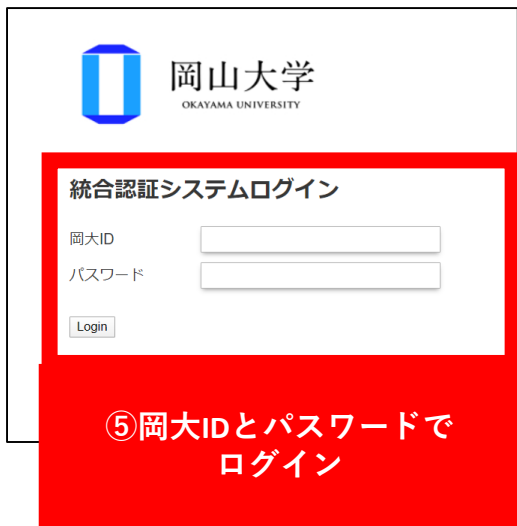 岡山大学
OKAYAMA UNIVERSITY
統合認証システムログイン
岡大ID
パスワード
Login
⑤岡大IDとパスワードで
ログイン